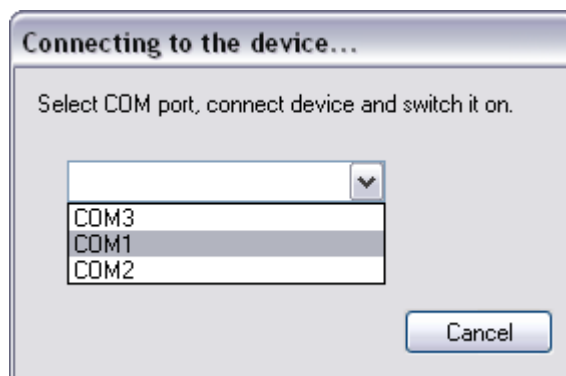 Connecting to the device...
Select COM port, connect device and switch it on.
COM3
COM1
COM2
Cancel